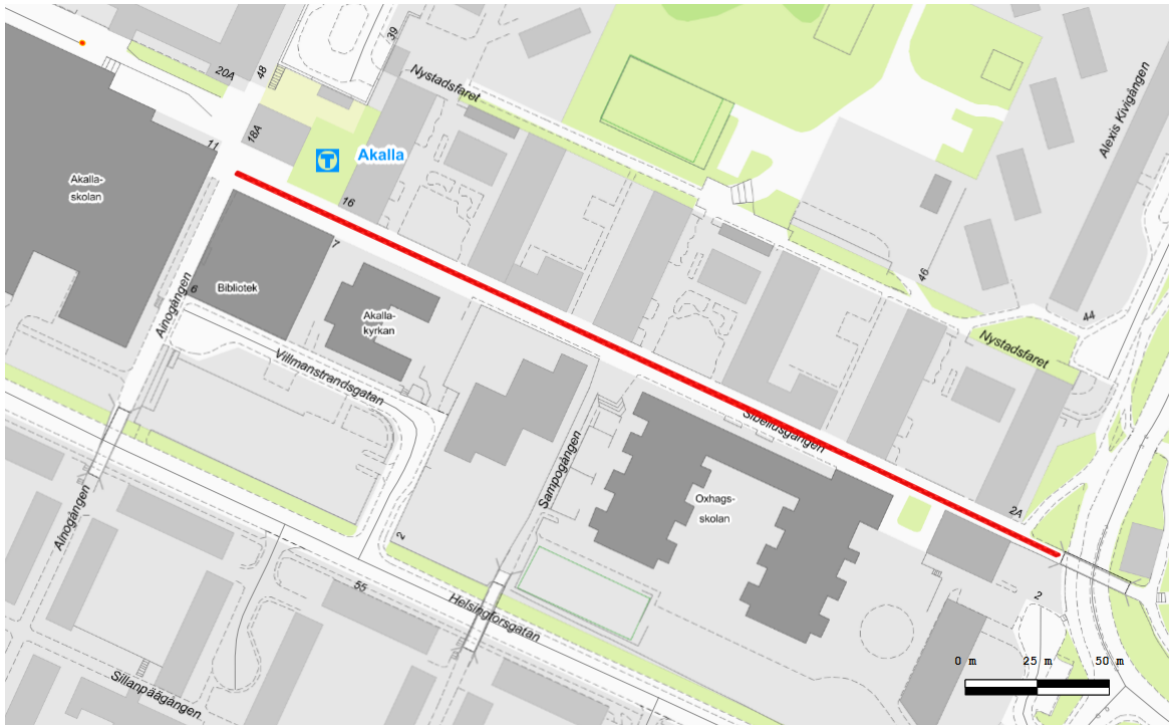 39
20A
48
Nystadsfaret
Alexis Kivigången
11
18A
T
Akalla
Akalla-
skolan
16
7
46
6
Bibliotek
Ainogången
Akalla-
kyrkan
44
Nystadsfaret
Villmanstrandsgatan
Sibeliusgången
Sampogången
Oxhags-
skolan
2A
Ainogången
2
55
Helsingforsgatan
2
Sillanpäägången
0 m
25 m
50 m